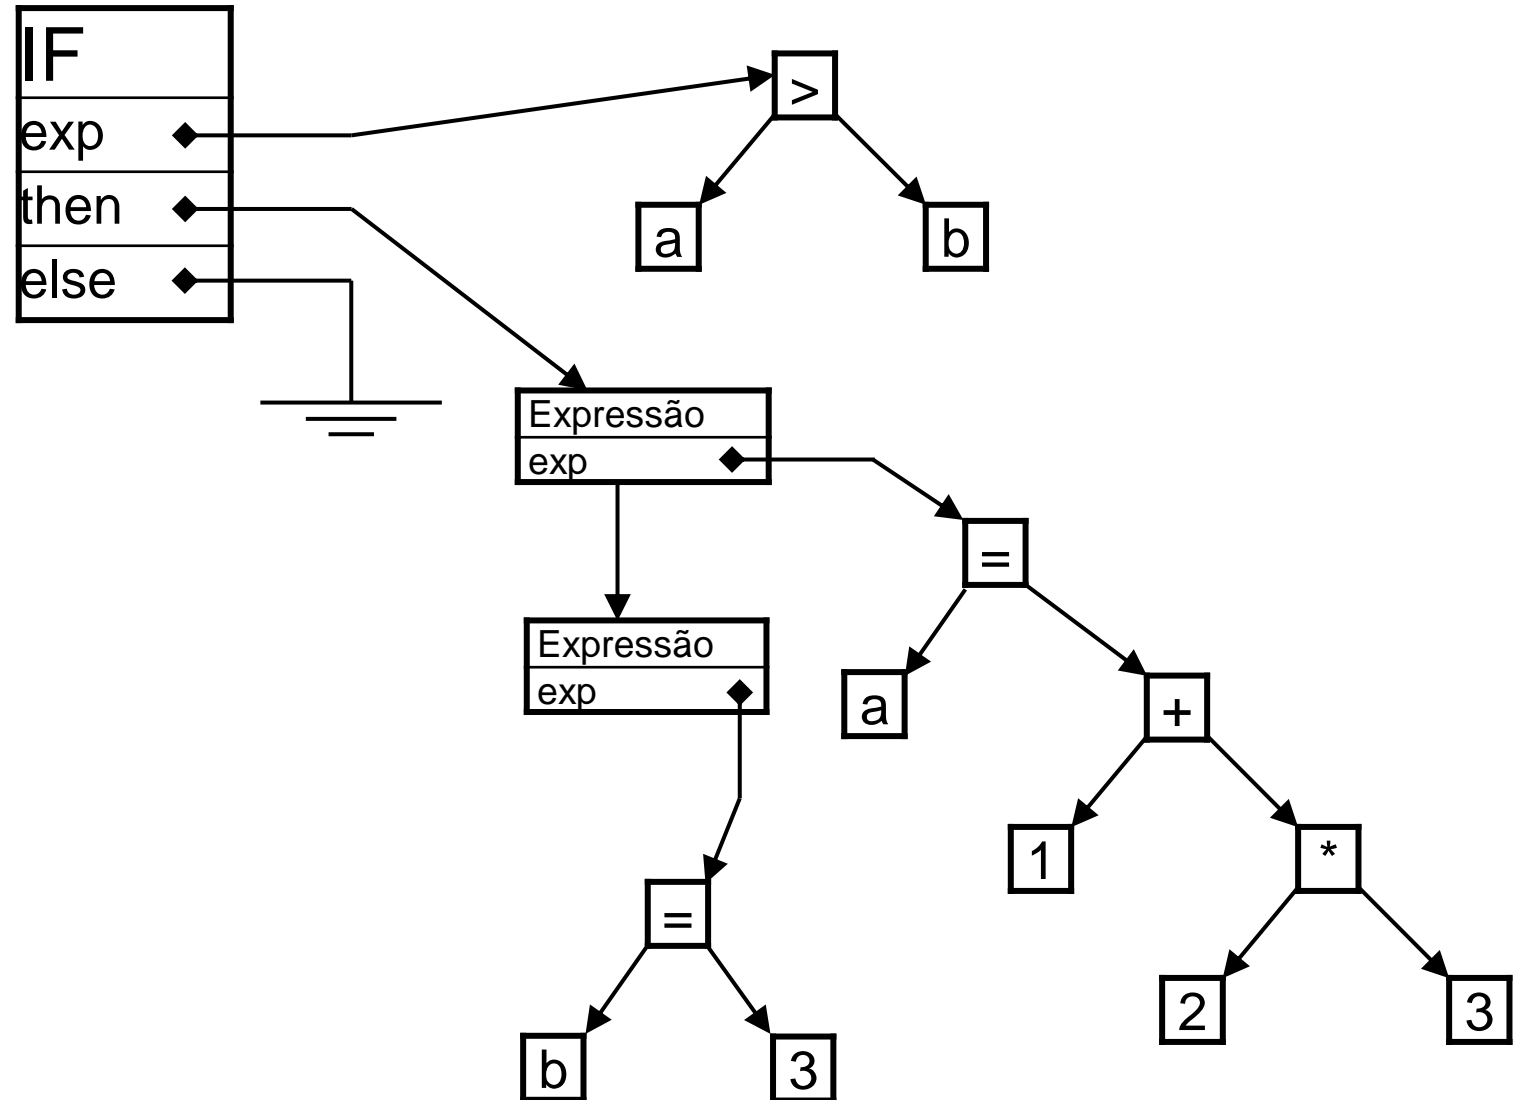 IF
exp
then
else
>
a
b
Expressão
exp
=
a
+
1
*
2
3
Expressão
exp
=
b
3